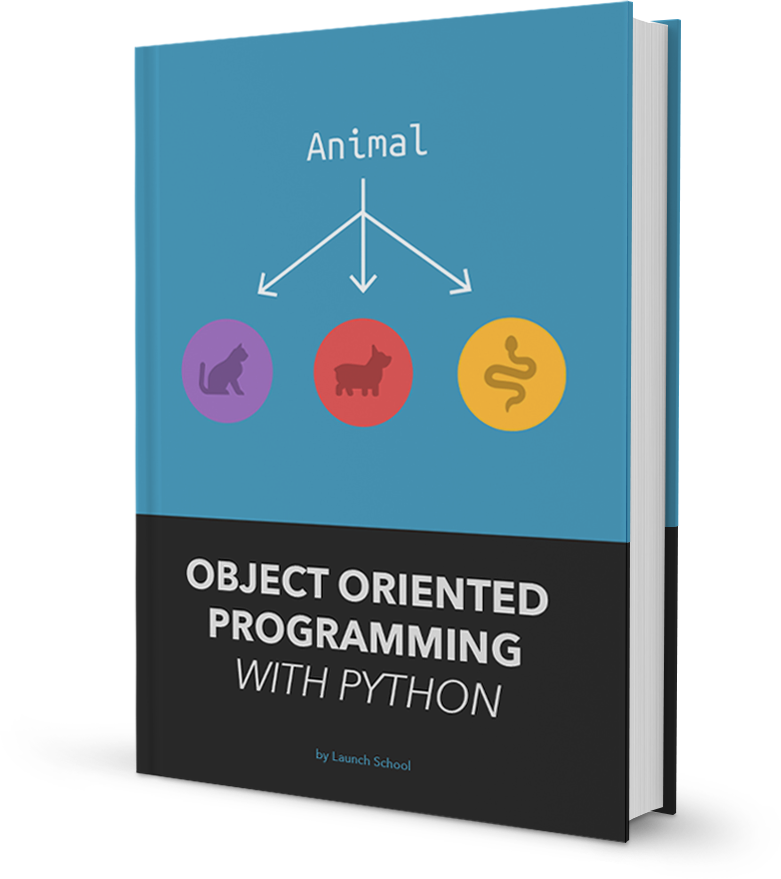 Animal
OBJECT ORIENTED
PROGRAMMING
WITH PYTHON
by Launch School